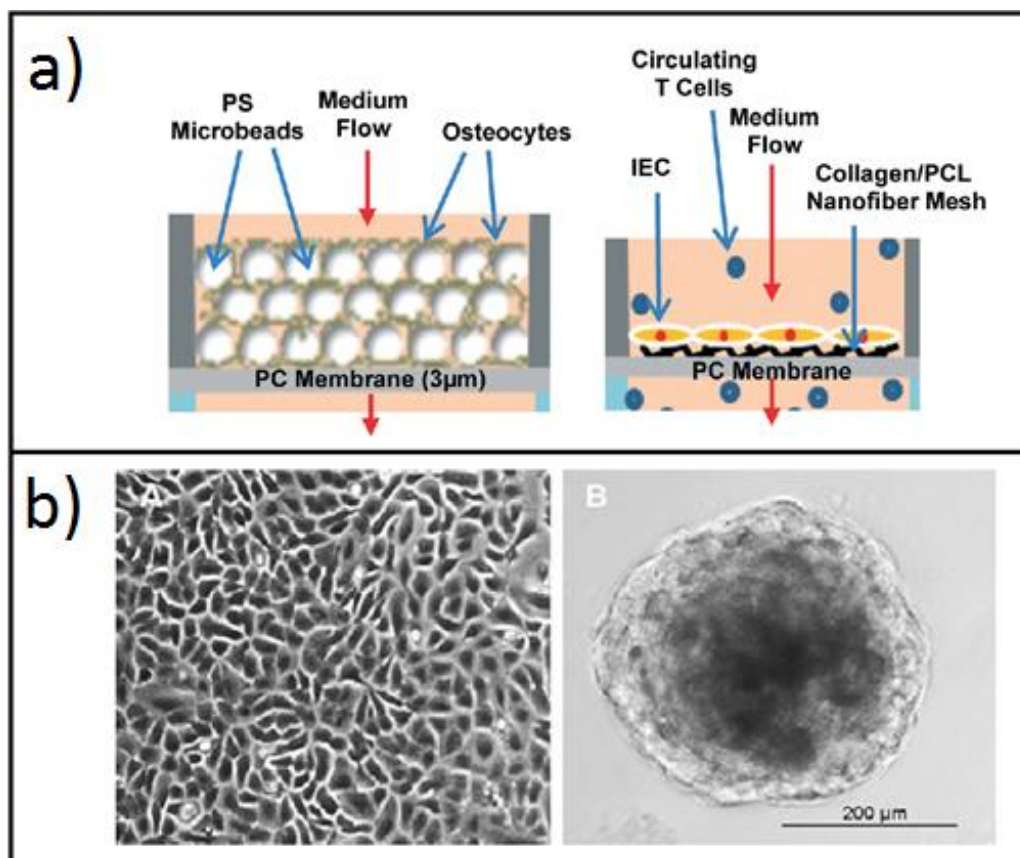 a)
PS
Microbeads
Medium
Flow
Osteocytes
PC Membrane (3µm)
Circulating
T Cells
Medium
Flow
IEC
Collagen/PCL
Nanofiber Mesh
PC Membrane
b)
A
B
200 µm